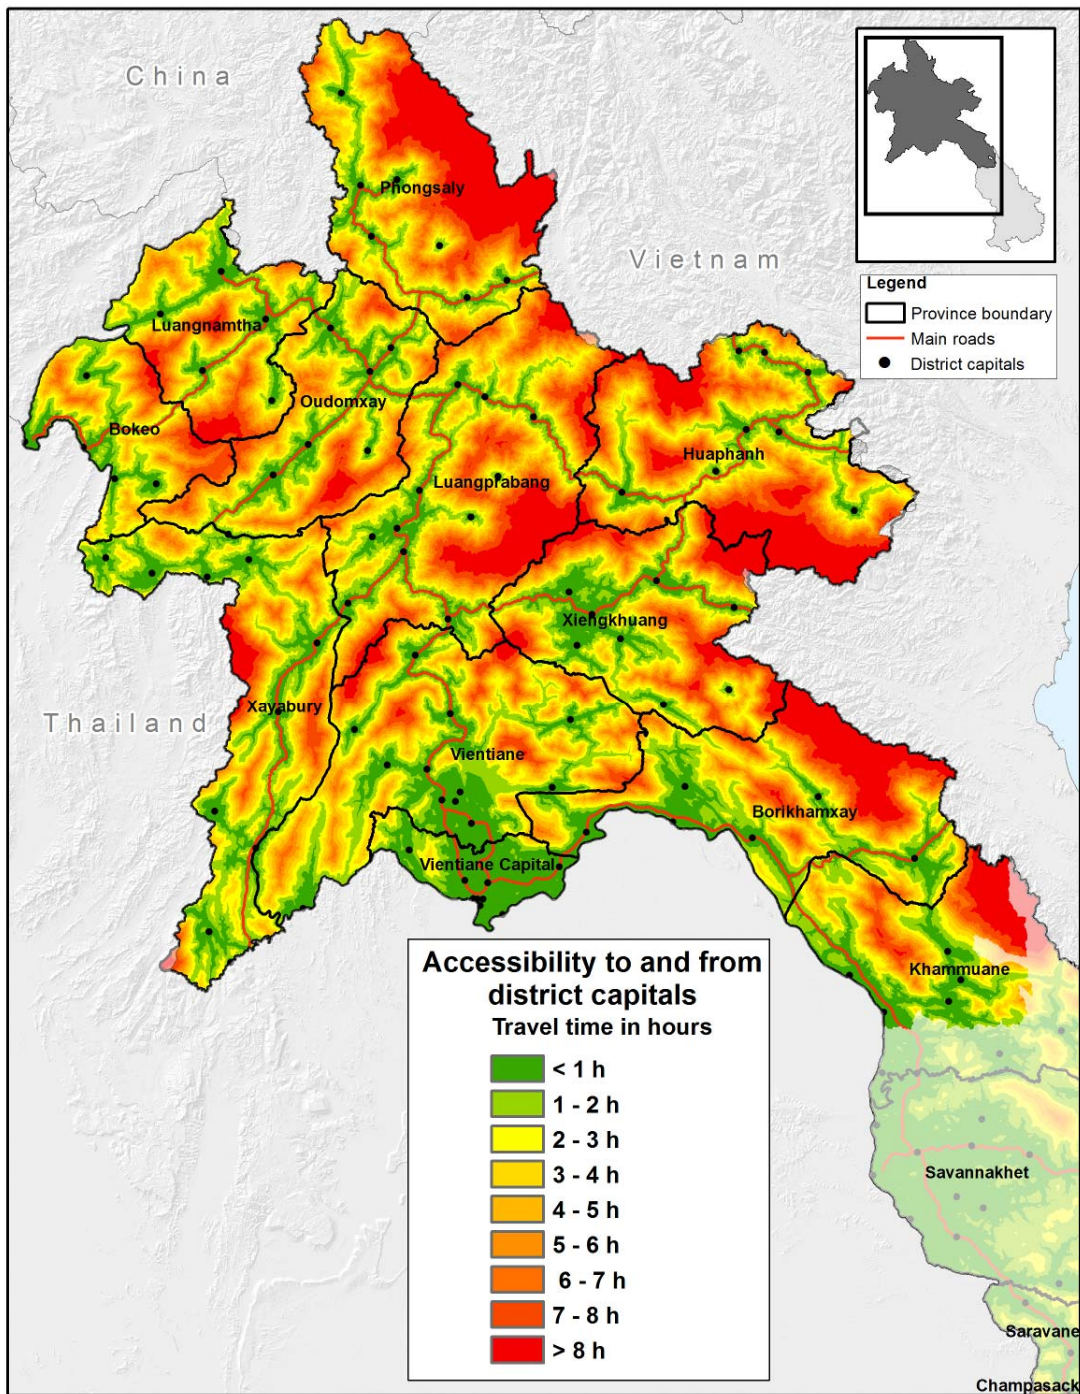 China
Vietnam
Thailand
Phongsaly
Luangnamtha
Bokeo
Oudomxay
Luangprabang
Huaphanh
Xiengkhuang
Xayabury
Vientiane
Borikhamxay
Vientiane Capital
Khammuane
Savannakhet
Saravane
Champasack
Legend
Province boundary
Main roads
District capitals
Accessibility to and from
district capitals
Travel time in hours
< 1 h
1 - 2 h
2 - 3 h
3 - 4 h
4 - 5 h
5 - 6 h
6 - 7 h
7 - 8 h
> 8 h